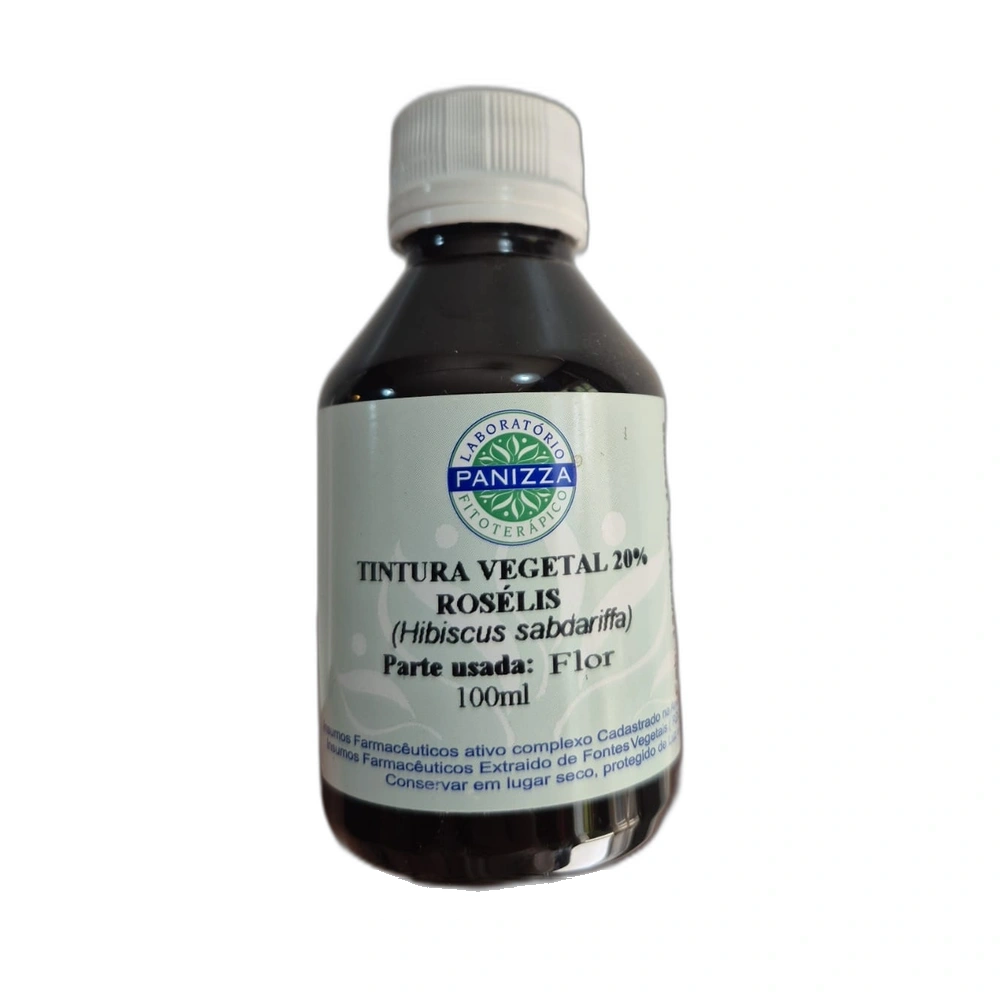 LABORATÓRIO
PANIZZA
FITOTERÁPICO
TINTURA VEGETAL 20%
ROSÉLIS
(Hibiscus sabdariffa)
Parte usada: Flor
100ml
Insumos Farmacêuticos ativo complexo Cadastrado na
Insumos Farmacêuticos Extraido de Fontes Vegetais
Conservar em lugar seco, protegido de